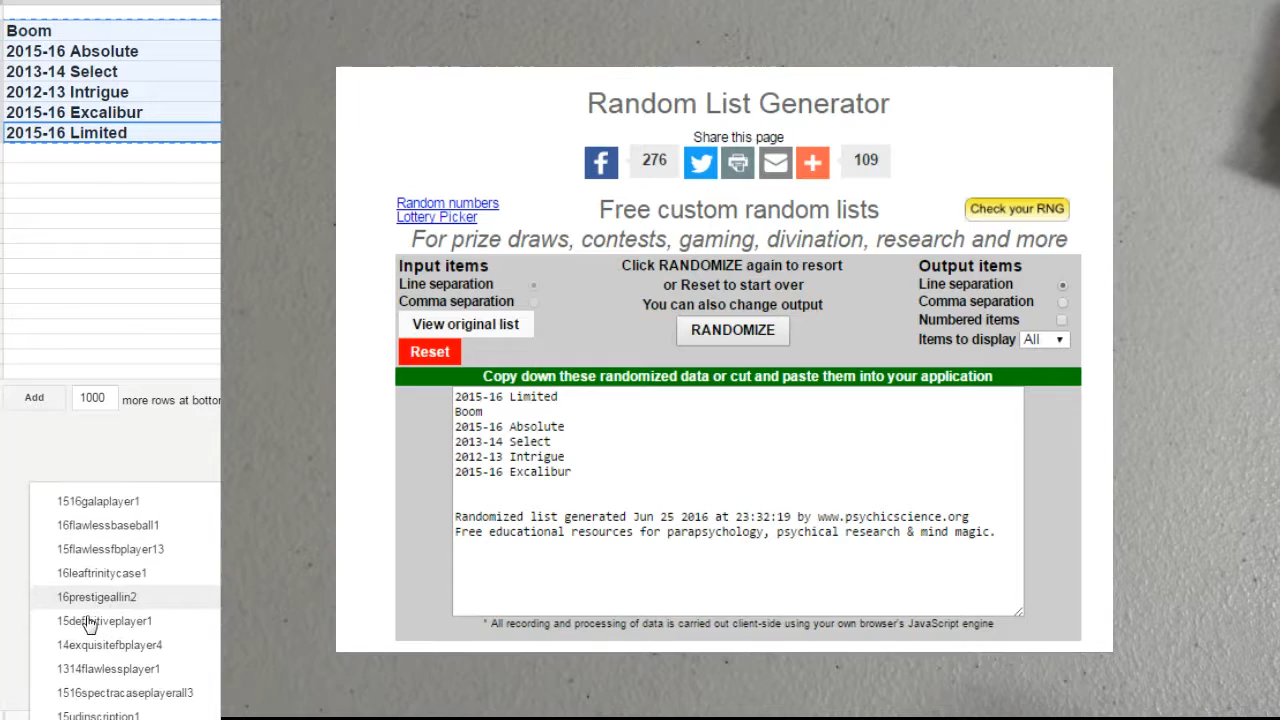 Boom
2015-16 Absolute
2013-14 Select
2012-13 Intrigue
2015-16 Excalibur
2015-16 Limited
Add 1000 more rows at bottor
1516galaplayer1
16flawlessbaseball1
15flawlessfbplayer13
16leaftrinitycase1
16prestigeallin2
15definitiveplayer1
14exquisitefbplayer4
1314flawlessplayer1
1516spectracaseplayerall3
15udinscription1
Random List Generator
Share this page
276 109
Random numbers
Lottery Picker
Free custom random lists
Check your RNG
For prize draws, contests, gaming, divination, research and more
Input items
Line separation
Comma separation
View original list
Reset
Click RANDOMIZE again to resort
or Reset to start over
You can also change output
RANDOMIZE
Output items
Line separation
Comma separation
Numbered items
Items to display All
Copy down these randomized data or cut and paste them into your application
2015-16 Limited
Boom
2015-16 Absolute
2013-14 Select
2012-13 Intrigue
2015-16 Excalibur
Randomized list generated Jun 25 2016 at 23:32:19 by www.psychicscience.org
Free educational resources for parapsychology, psychical research & mind magic.
* All recording and processing of data is carried out client-side using your own browser's JavaScript engine